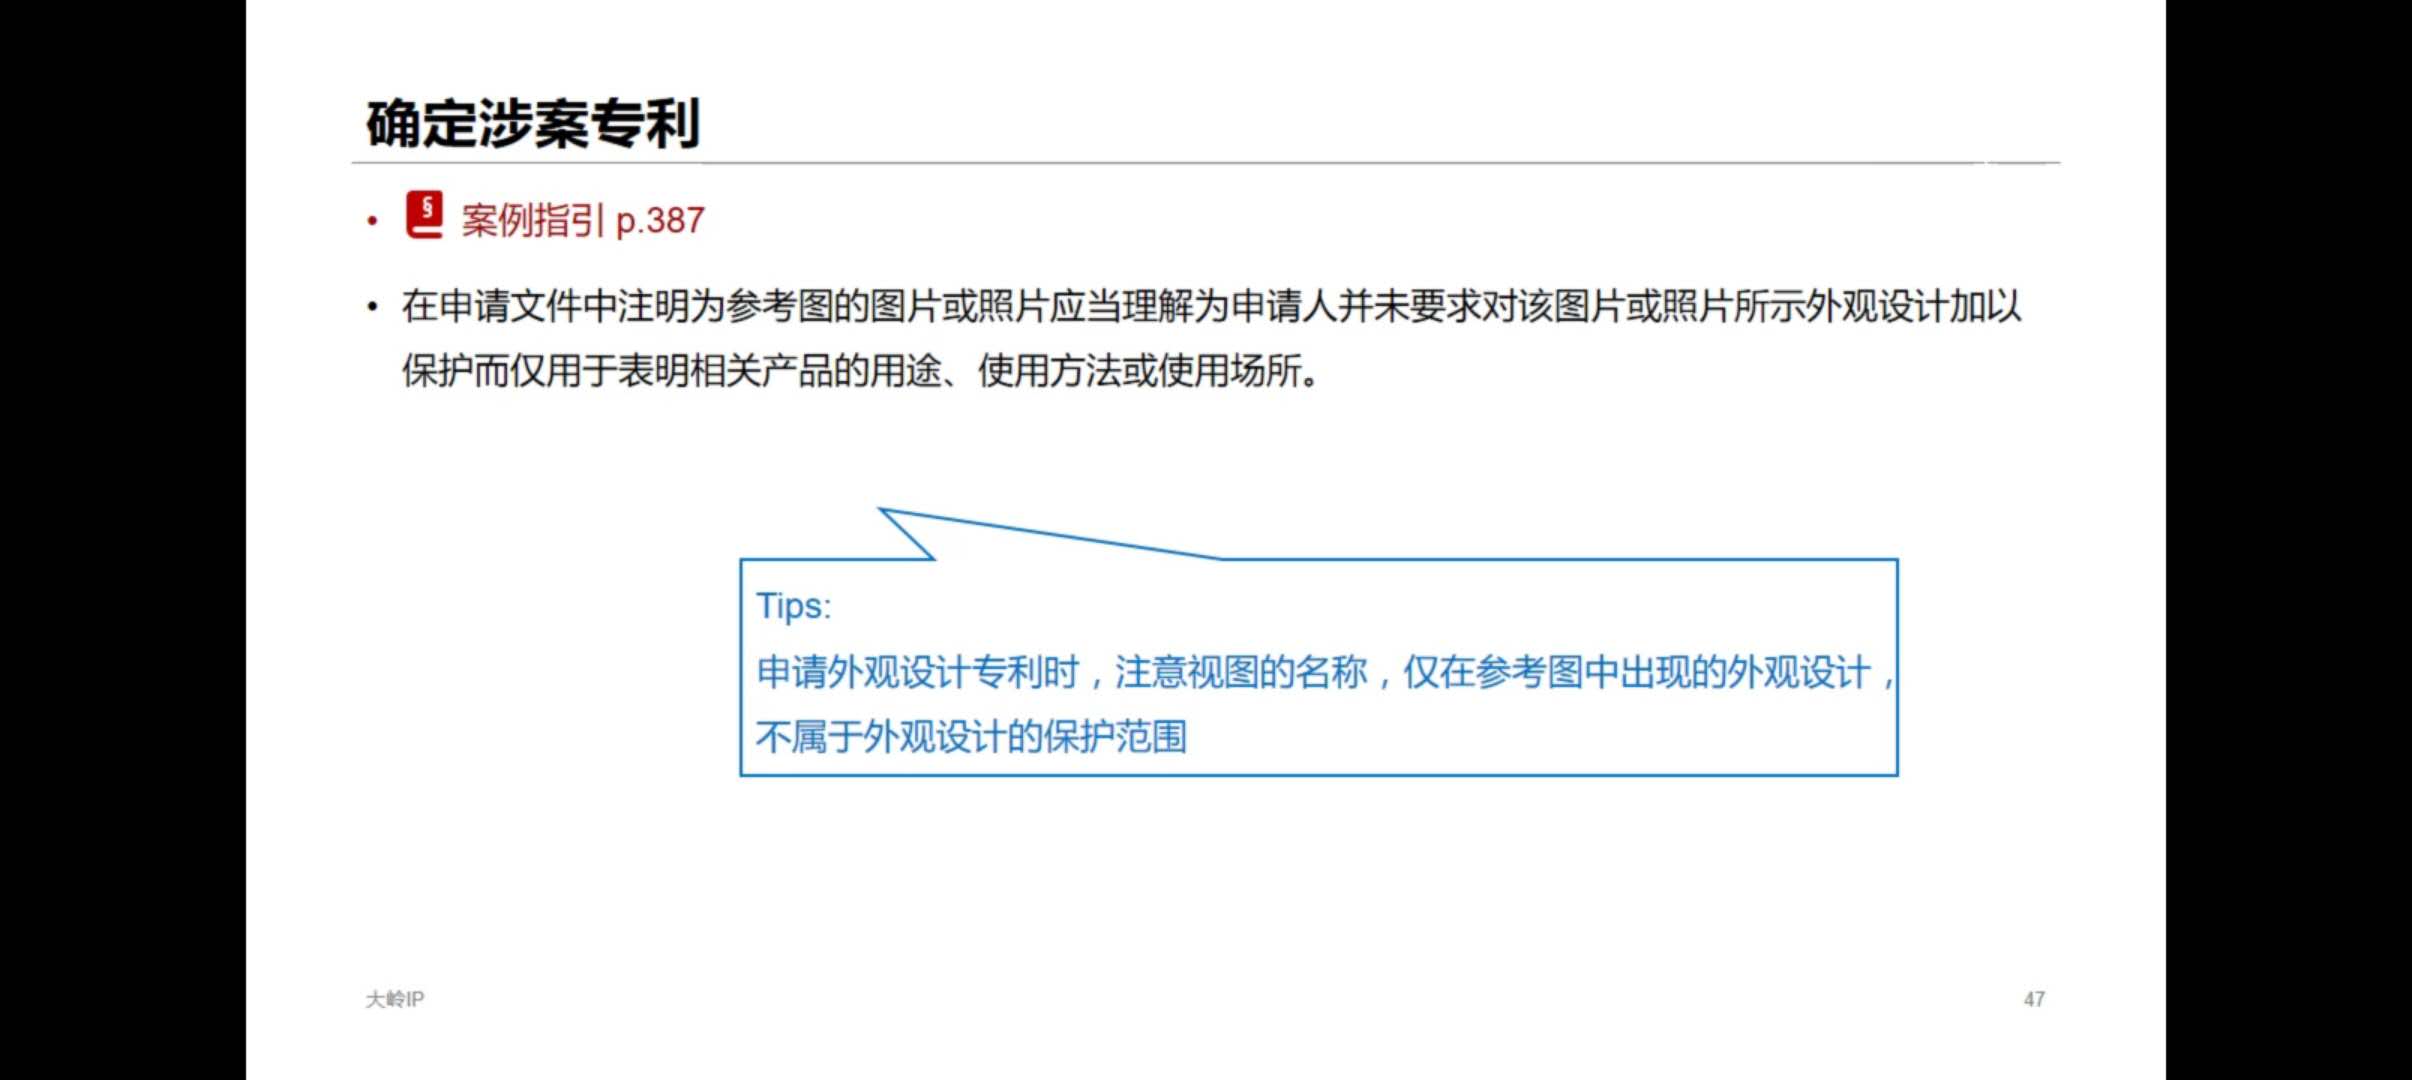 确定涉案专利
• § 案例指引 p.387
• 在申请文件中注明为参考图的图片或照片应当理解为申请人并未要求对该图片或照片所示外观设计加以
保护而仅用于表明相关产品的用途、使用方法或使用场所。
Tips:
申请外观设计专利时，注意视图的名称，仅在参考图中出现的外观设计，
不属于外观设计的保护范围
大岭IP
47